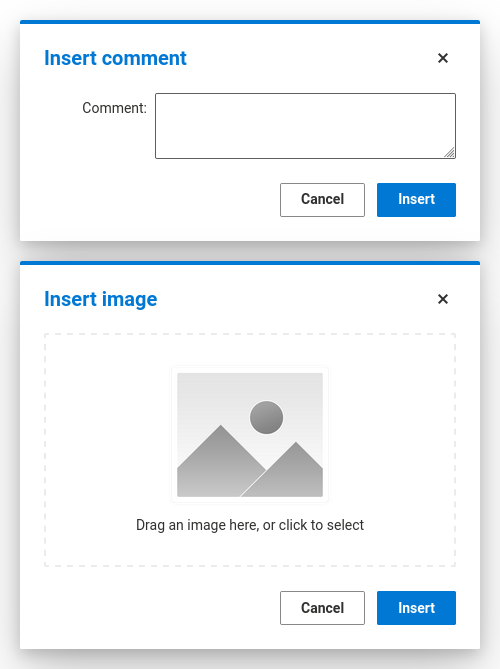 Insert comment
Comment:
Cancel Insert
Insert image
Drag an image here, or click to select
Cancel Insert